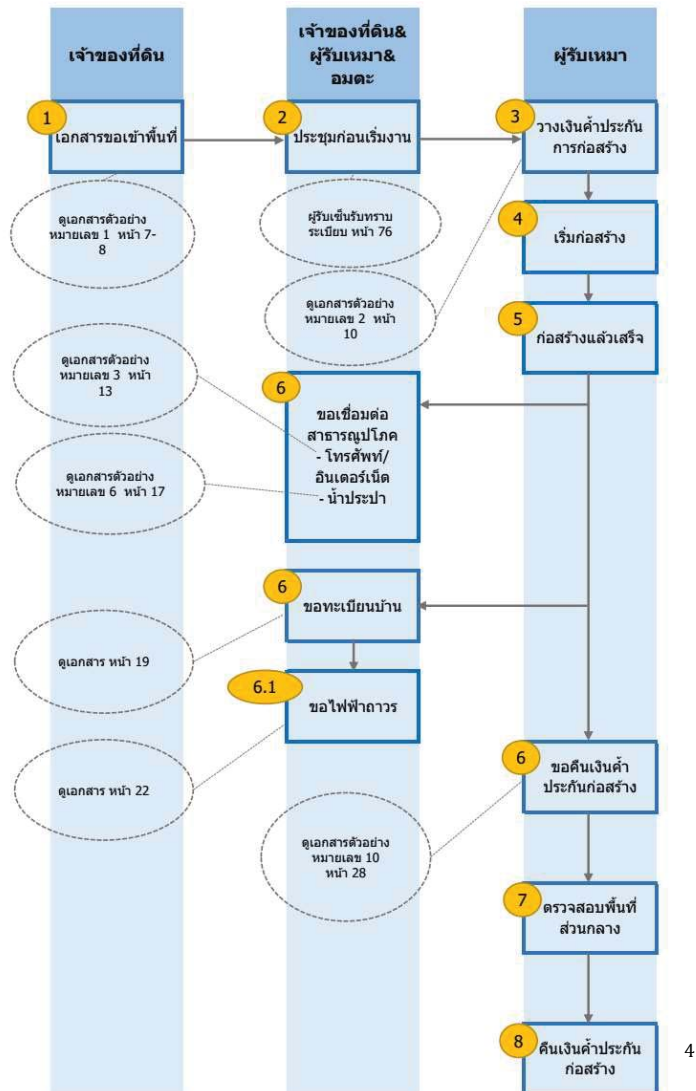 เจ้าของที่ดิน
เจ้าของที่ดิน&
ผู้รับเหมา&
อมตะ
ผู้รับเหมา
1
เอกสารขอเข้าพื้นที่
2
ประชุมก่อนเริ่มงาน
3
วางเงินค้ำประกัน
การก่อสร้าง
ดูเอกสารตัวอย่าง
หมายเลข 1 หน้า 7-
8
ผู้รับเซ็นรับทราบ
ระเบียบ หน้า 76
4
เริ่มก่อสร้าง
ดูเอกสารตัวอย่าง
หมายเลข 2 หน้า
10
5
ก่อสร้างแล้วเสร็จ
ดูเอกสารตัวอย่าง
หมายเลข 3 หน้า
13
6
ขอเชื่อมต่อ
สาธารณูปโภค
- โทรศัพท์/
อินเตอร์เน็ต
- น้ำประปา
ดูเอกสารตัวอย่าง
หมายเลข 6 หน้า 17
6
ขอทะเบียนบ้าน
ดูเอกสาร หน้า 19
6.1
ขอไฟฟ้าถาวร
ดูเอกสาร หน้า 22
6
ขอคืนเงินค้ำ
ประกันก่อสร้าง
ดูเอกสารตัวอย่าง
หมายเลข 10
หน้า 28
7
ตรวจสอบพื้นที่
ส่วนกลาง
8
คืนเงินค้ำประกัน
ก่อสร้าง
4